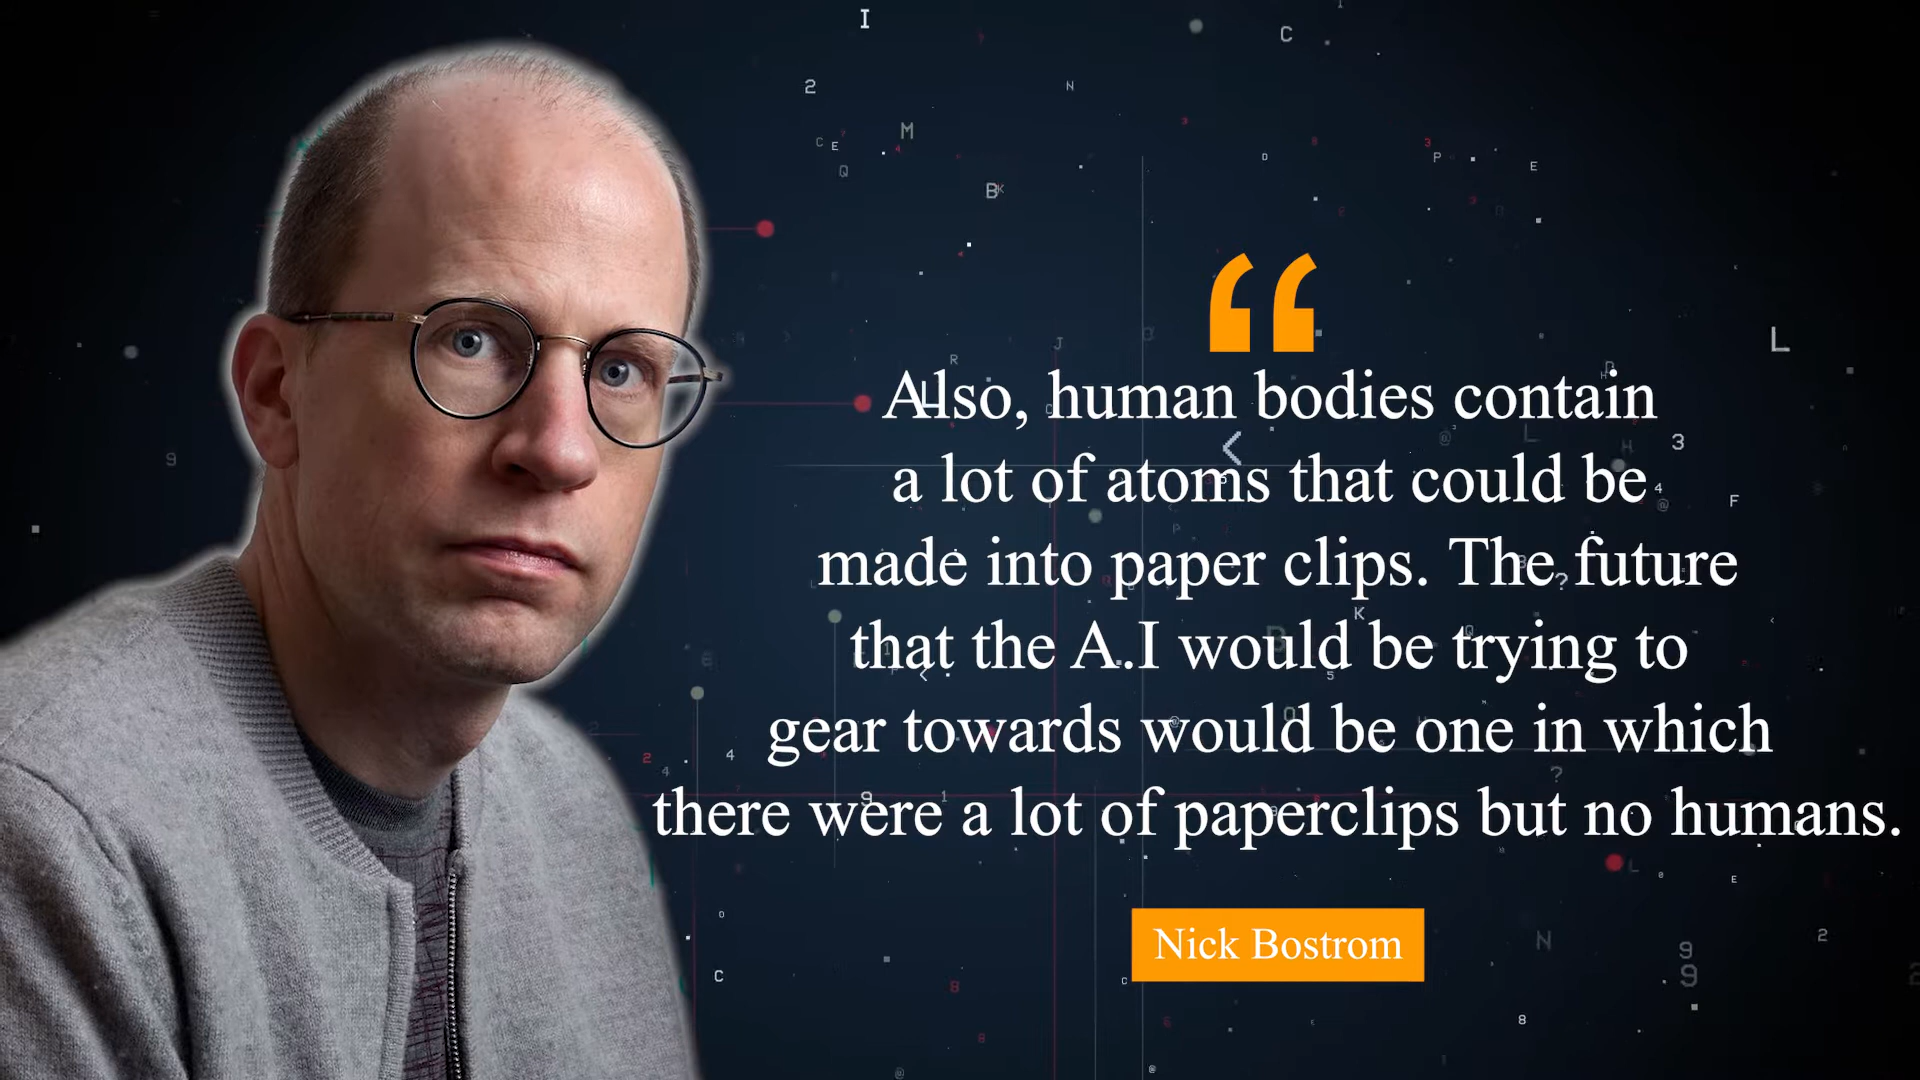 “
Also, human bodies contain
a lot of atoms that could be
made into paper clips. The future
that the A.I would be trying to
gear towards would be one in which
there were a lot of paperclips but no humans.
Nick Bostrom